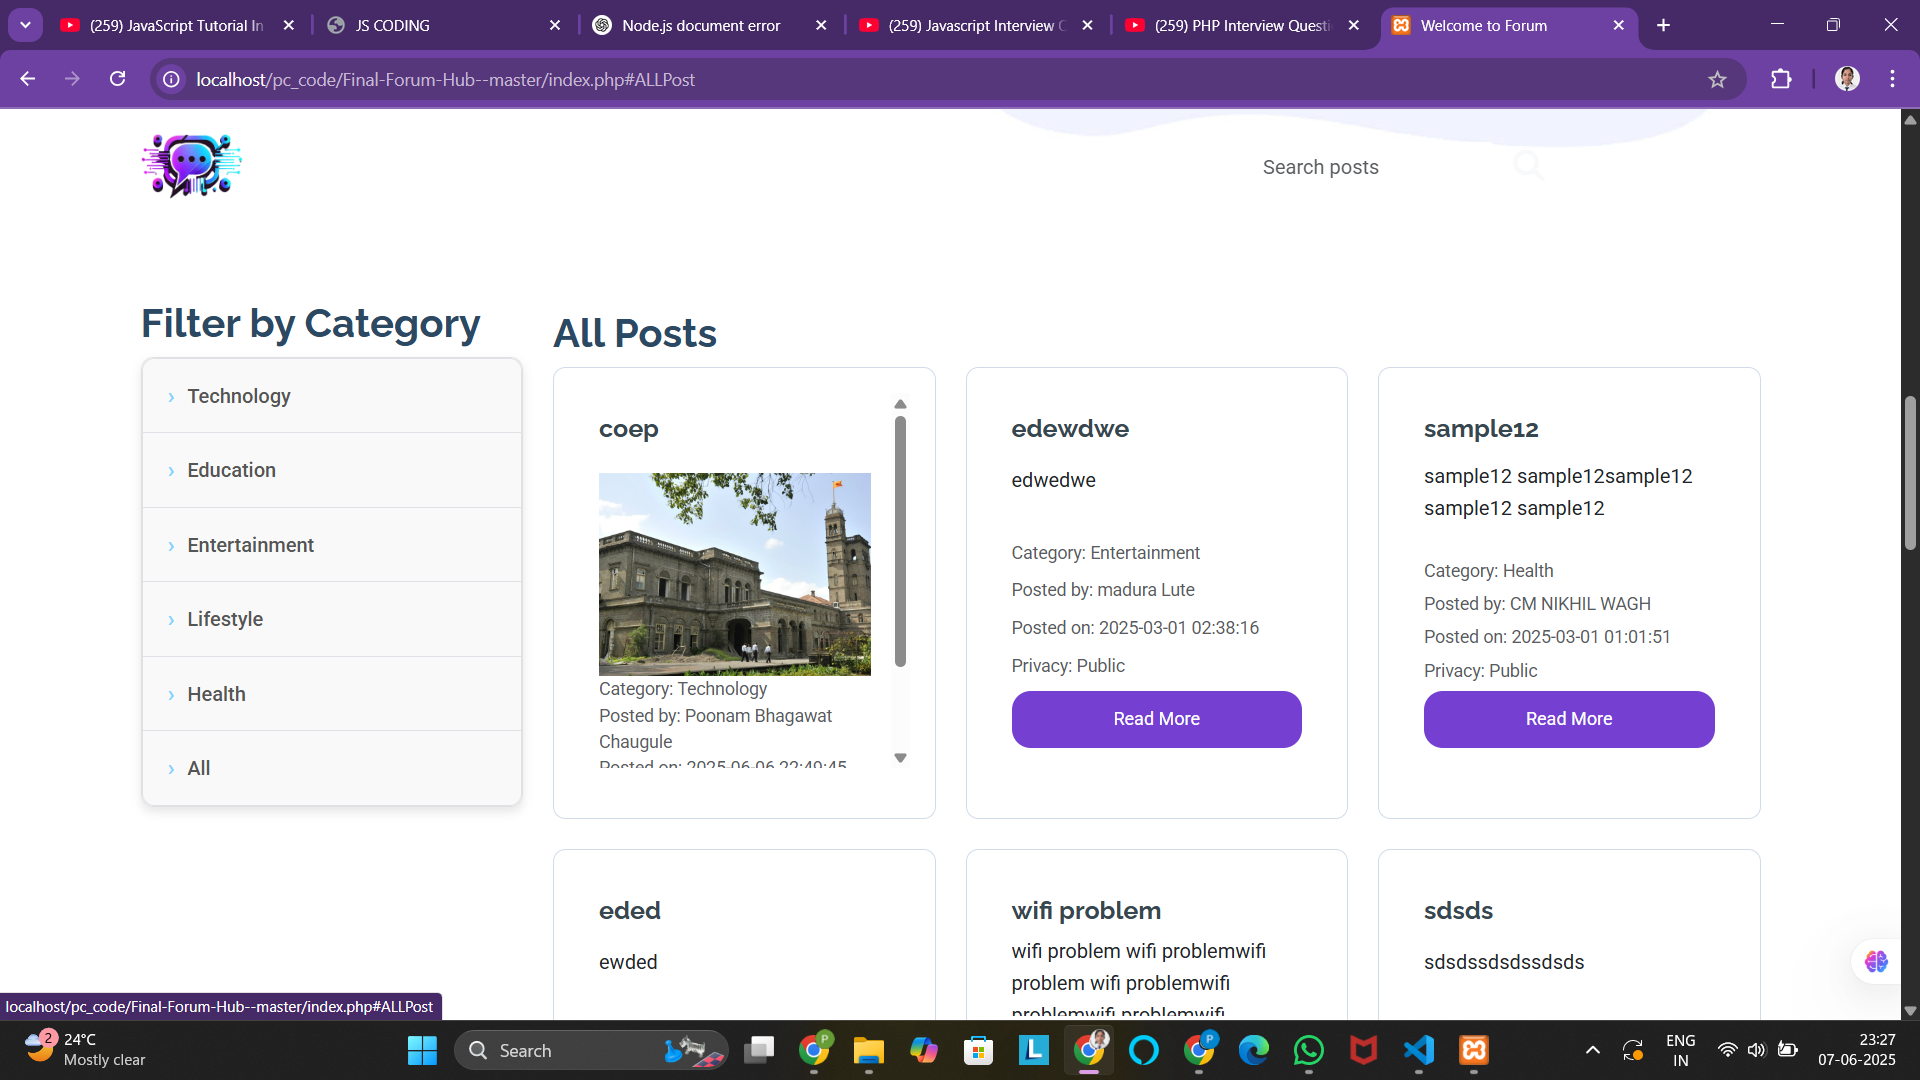 (259) JavaScript Tutorial In
JS CODING
Node.js document error
(259) Javascript Interview C
(259) PHP Interview Questi
Welcome to Forum
localhost/pc_code/Final-Forum-Hub--master/index.php#ALLPost
Search posts
Filter by Category
Technology
Education
Entertainment
Lifestyle
Health
All
All Posts
coep
Category: Technology
Posted by: Poonam Bhagawat
Chaugule
Posted on: 2025-06-06 22:49:45
edewdwe
edwedwe
Category: Entertainment
Posted by: madura Lute
Posted on: 2025-03-01 02:38:16
Privacy: Public
Read More
sample12
sample12 sample12sample12
sample12 sample12
Category: Health
Posted by: CM NIKHIL WAGH
Posted on: 2025-03-01 01:01:51
Privacy: Public
Read More
eded
ewded
wifi problem
wifi problem wifi problemwifi
problem wifi problemwifi
problemwifi problemwifi
sdsds
sdsdssdsdssdsds
localhost/pc_code/Final-Forum-Hub--master/index.php#ALLPost
2
24°C
Mostly clear
Search
P
L
P
ENG
IN
23:27
07-06-2025